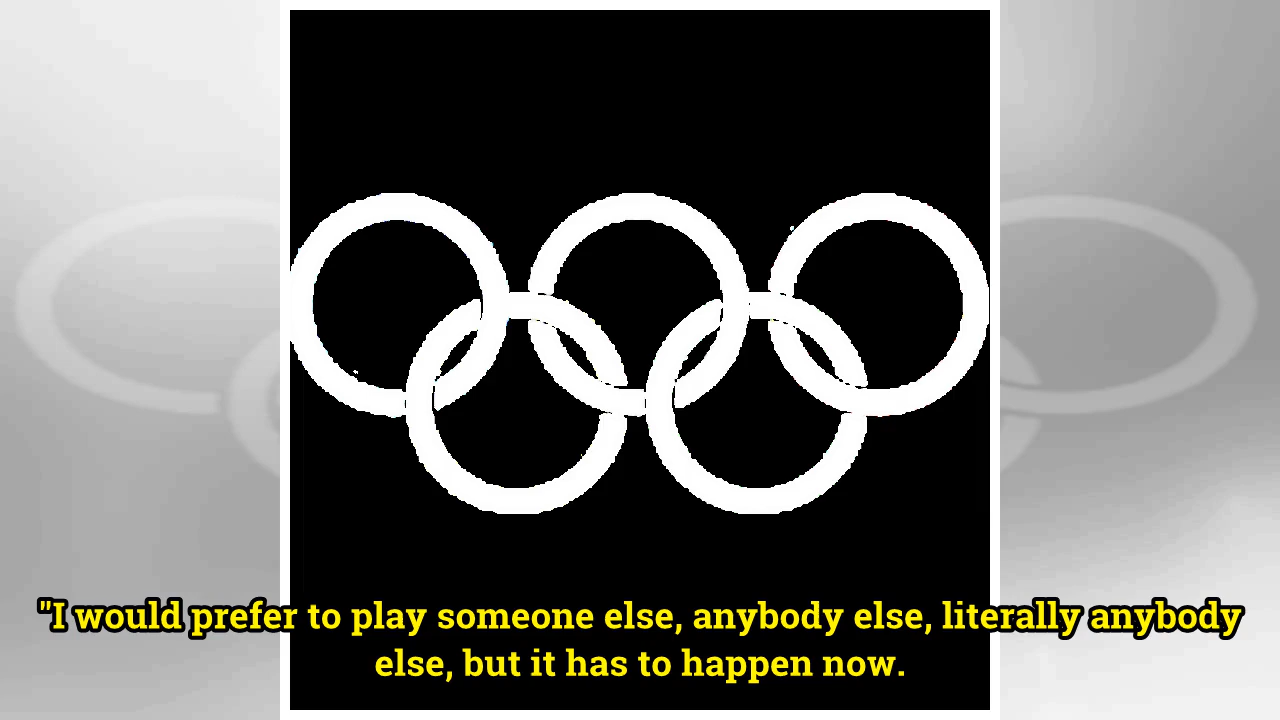 "I would prefer to play someone else, anybody else, literally anybody
else, but it has to happen now.